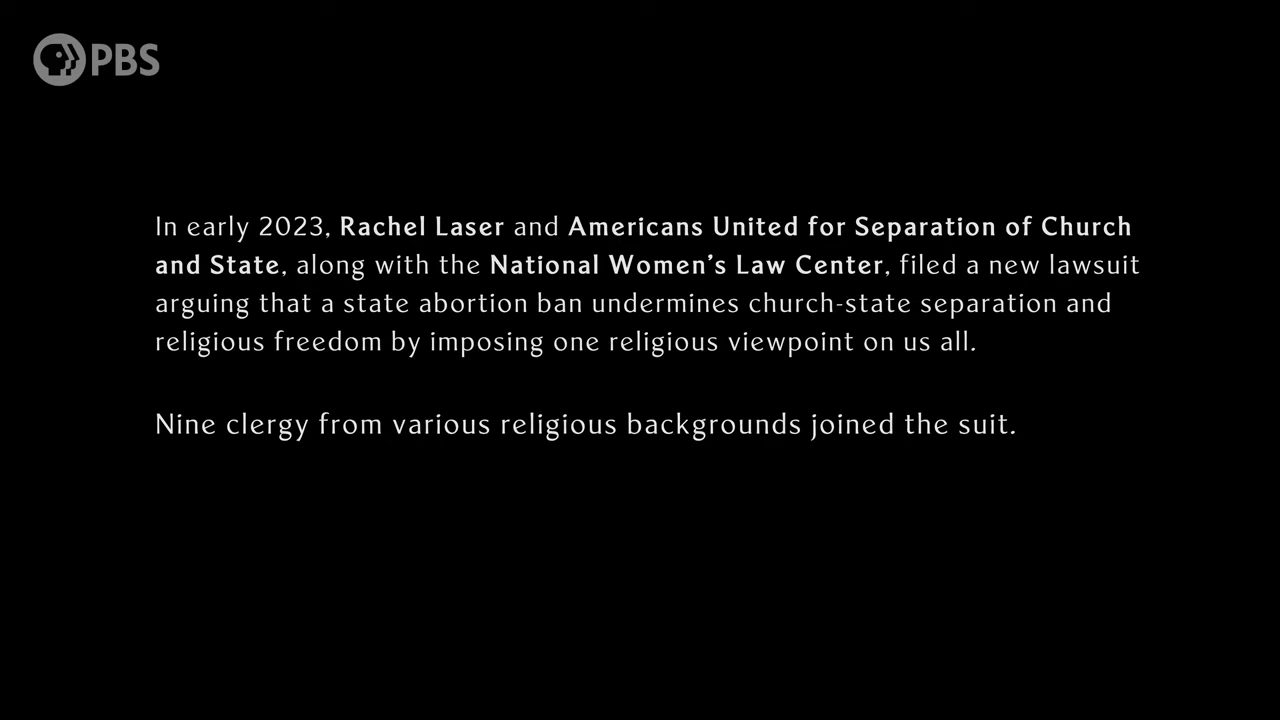 PBS
In early 2023, Rachel Laser and Americans United for Separation of Church
and State, along with the National Women’s Law Center, filed a new lawsuit
arguing that a state abortion ban undermines church-state separation and
religious freedom by imposing one religious viewpoint on us all.
Nine clergy from various religious backgrounds joined the suit.